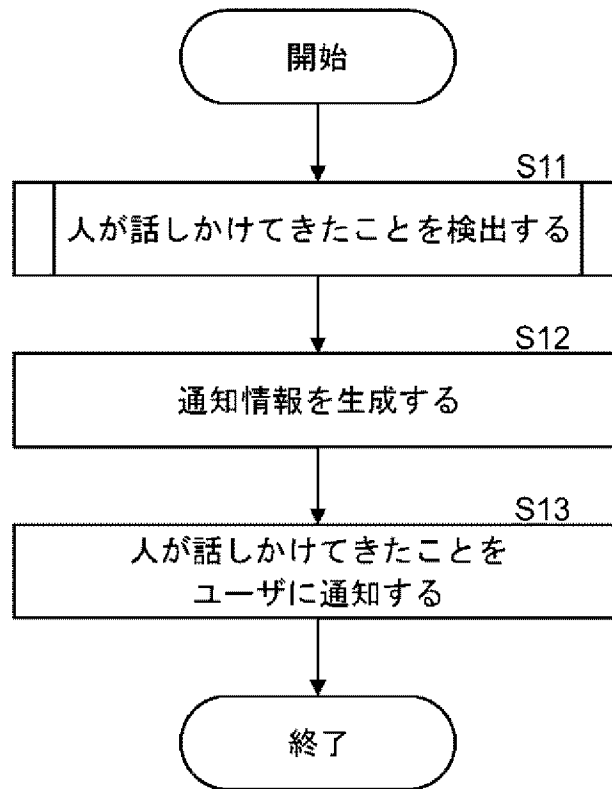 開始
S11
人が話しかけてきたことを検出する
S12
通知情報を生成する
S13
人が話しかけてきたことを
ユーザに通知する
終了